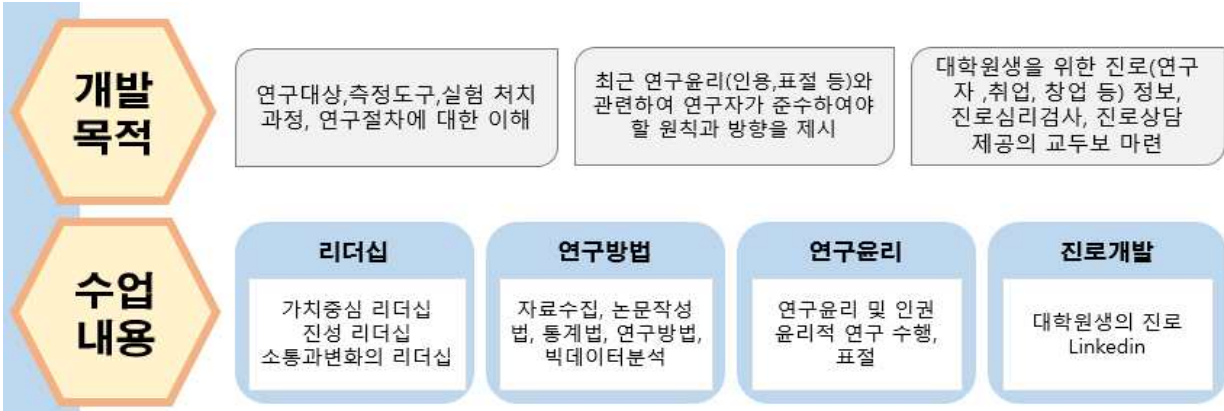 개발
목적
연구대상,측정도구,실험 처치
과정, 연구절차에 대한 이해
최근 연구윤리(인용,표절 등)와
관련하여 연구자가 준수하여야
할 원칙과 방향을 제시
대학원생을 위한 진로(연구
자 ,취업, 창업 등) 정보,
진로심리검사, 진로상담
제공의 교두보 마련
수업
내용
리더십
가치중심 리더십
진성 리더십
소통과변화의 리더십
연구방법
자료수집, 논문작성
법, 통계법, 연구방법,
빅데이터분석
연구윤리
연구윤리 및 인권
윤리적 연구 수행,
표절
진로개발
대학원생의 진로
Linkedin